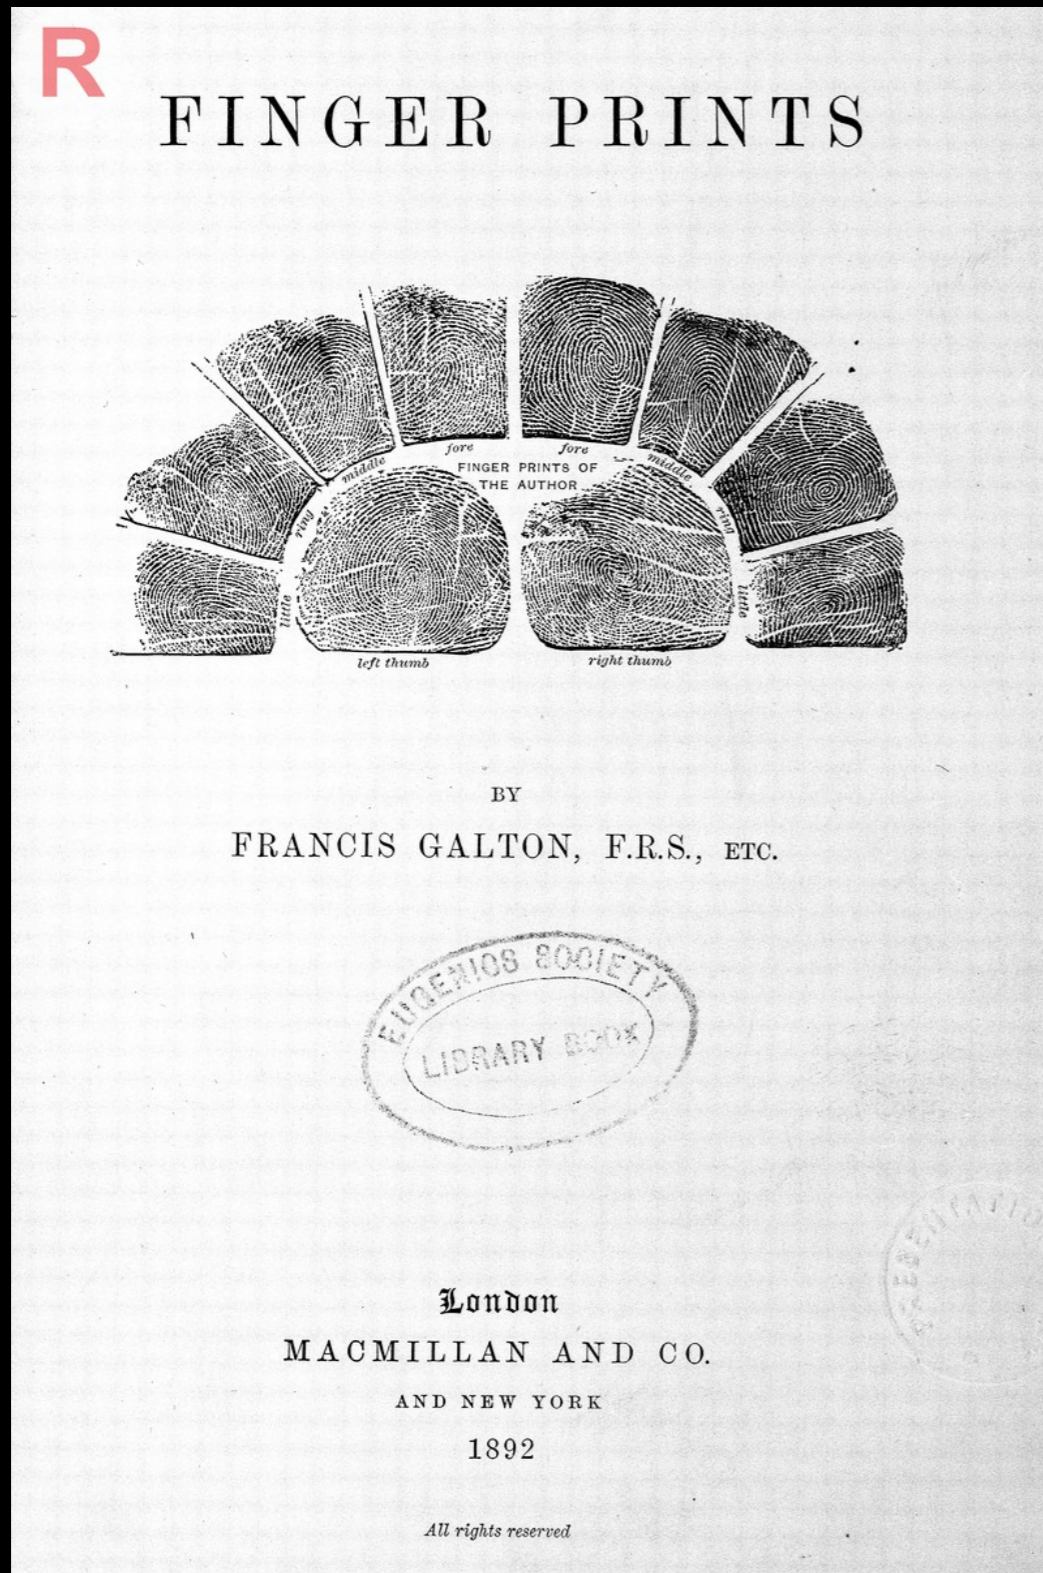 R
FINGER PRINTS
fore
fore
middle
FINGER PRINTS OF
middle
THE AUTHOR
ring
ring
little
little
left thumb
right thumb
BY
FRANCIS GALTON, F.R.S., ETC.
EUGENICS SOCIETY
LIBRARY BOOK
London
MACMILLAN AND CO.
AND NEW YORK
1892
All rights reserved